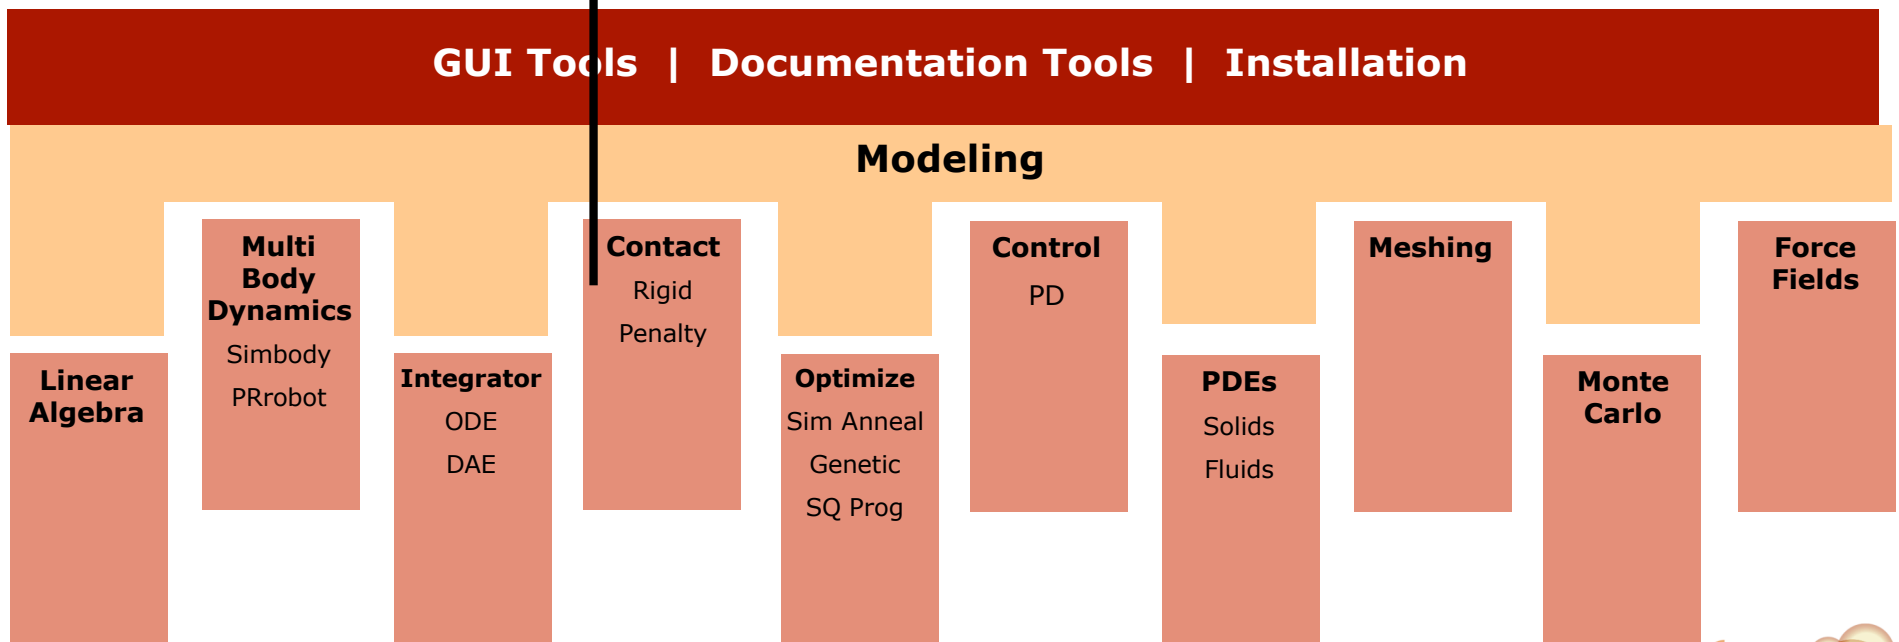 GUI Tools | Documentation Tools | Installation
Modeling
Linear
Algebra
Multi
Body
Dynamics
Simbody
PRrobot
Integrator
ODE
DAE
Contact
Rigid
Penalty
Optimize
Sim Anneal
Genetic
SQ Prog
Control
PD
PDEs
Solids
Fluids
Meshing
Monte
Carlo
Force
Fields